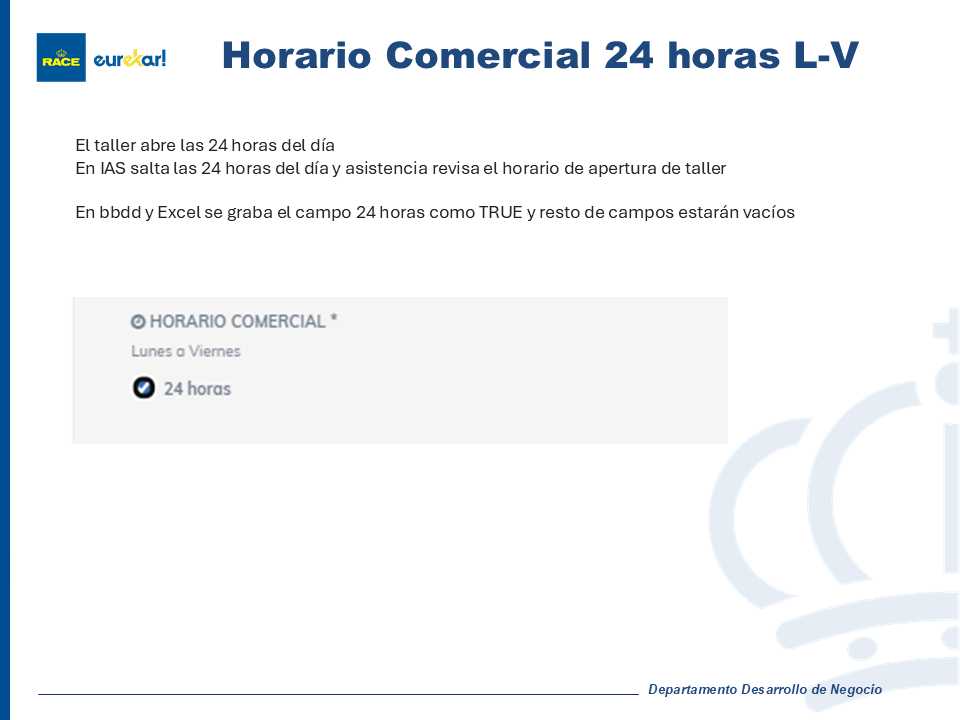 RACE eurekar!
Horario Comercial 24 horas L-V
El taller abre las 24 horas del día
En IAS salta las 24 horas del día y asistencia revisa el horario de apertura de taller
En bbdd y Excel se graba el campo 24 horas como TRUE y resto de campos estarán vacíos
HORARIO COMERCIAL *
Lunes a Viernes
24 horas
Departamento Desarrollo de Negocio